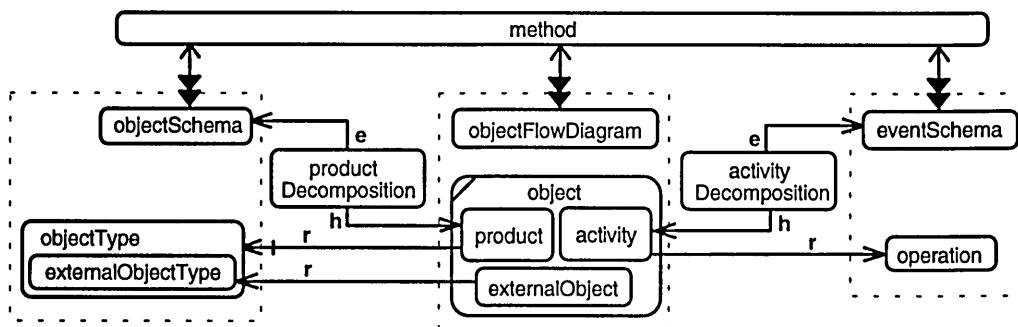 method
objectSchema
objectFlowDiagram
eventSchema
e
e
product
Decomposition
activity
Decomposition
object
h
h
objectType
product
activity
r
r
operation
externalObjectType
r
externalObject